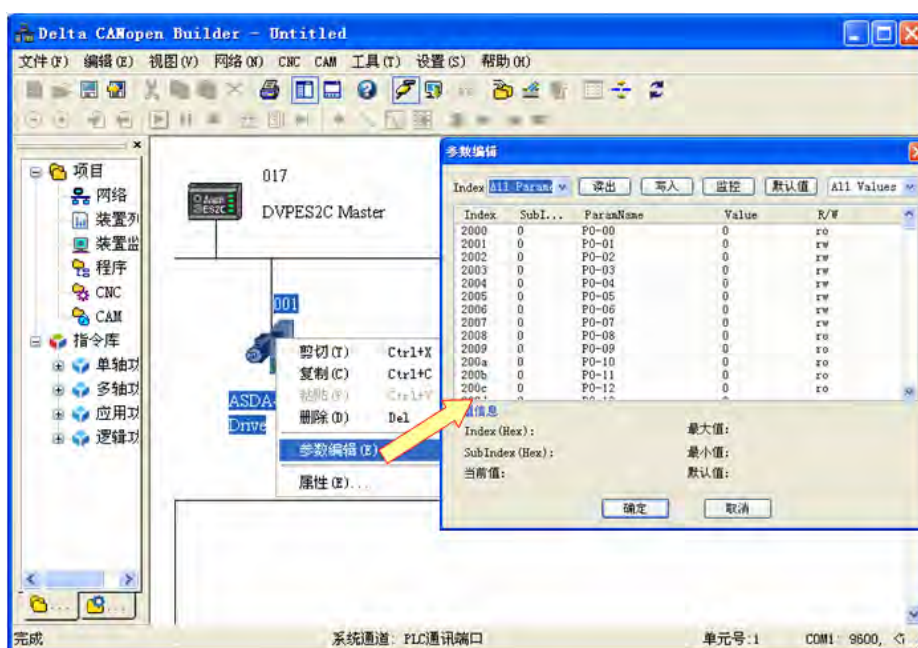 Delta CANopen Builder - Untitled
文件(F) 编辑(E) 视图(V) 网络(N) CNC CAM 工具(T) 设置(S) 帮助(H)
项目
网络
装置列
装置监
程序
CNC
CAM
指令库
单轴功
多轴功
应用功
逻辑功
017
DVPES2C Master
001
ASDA-
Drive
剪切(T) Ctrl+X
复制(C) Ctrl+C
粘贴(P) Ctrl+V
删除(D) Del
参数编辑(E)
属性(E)...
参数编辑
Index All Parame 读出 写入 监控 默认值 All Values
Index SubI... ParamName Value R/W
2000 0 P0-00 0 ro
2001 0 P0-01 0 rw
2002 0 P0-02 0 rw
2003 0 P0-03 0 rw
2004 0 P0-04 0 rw
2005 0 P0-05 0 rw
2006 0 P0-06 0 rw
2007 0 P0-07 0 rw
2008 0 P0-08 0 ro
2009 0 P0-09 0 ro
200a 0 P0-10 0 ro
200b 0 P0-11 0 ro
200c 0 P0-12 0 ro
信息
Index(Hex): 最大值:
SubIndex(Hex): 最小值:
当前值: 默认值:
确定 取消
完成 系统通道: PLC通讯端口 单元号:1 COM1: 9600,